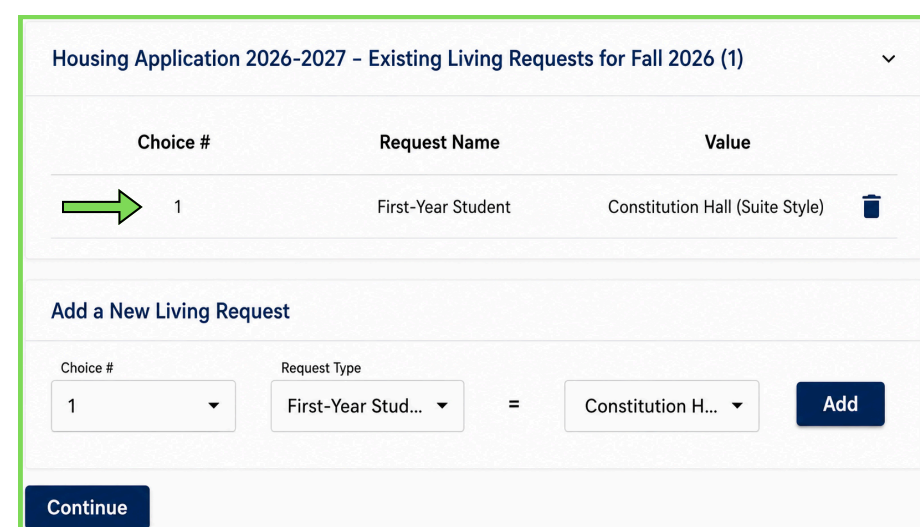 Housing Application 2026-2027 – Existing Living Requests for Fall 2026 (1)
Choice # Request Name Value
1 First-Year Student Constitution Hall (Suite Style)
Add a New Living Request
Choice # Request Type
1 First-Year Stud... = Constitution H... Add
Continue